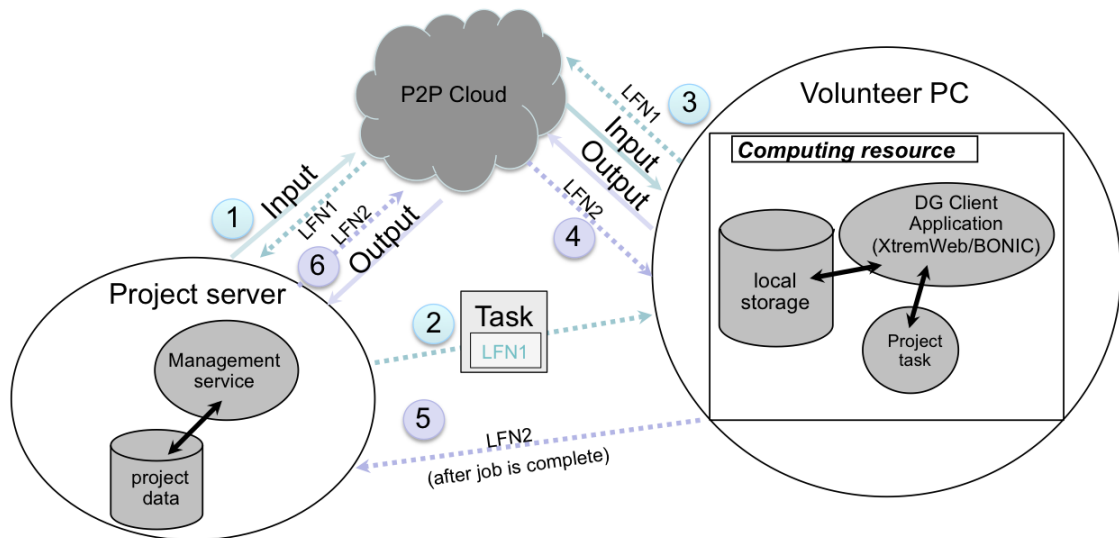 P2P Cloud
Volunteer PC
Computing resource
DG Client
Application
(XtremWeb/BONIC)
local
storage
Project
task
3
LFN1
Input
Output
LFN2
4
1
Input
LFN1
6
LFN2
Output
Project server
Management
service
project
data
2
Task
LFN1
5
LFN2
(after job is complete)